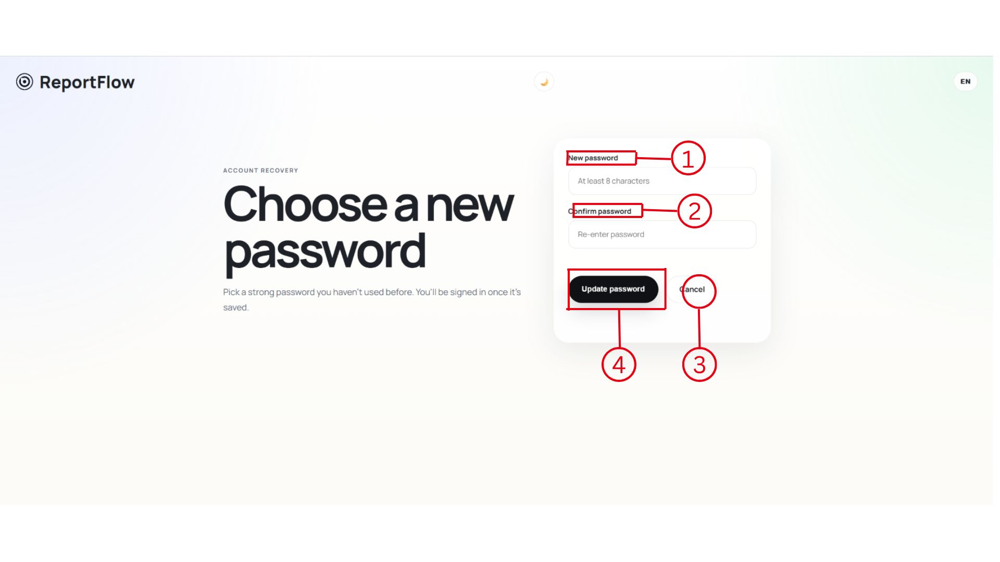 ReportFlow
EN
ACCOUNT RECOVERY
Choose a new
password
Pick a strong password you haven't used before. You'll be signed in once it's
saved.
New password
1
At least 8 characters
Confirm password
2
Re-enter password
Update password
Cancel
4
3